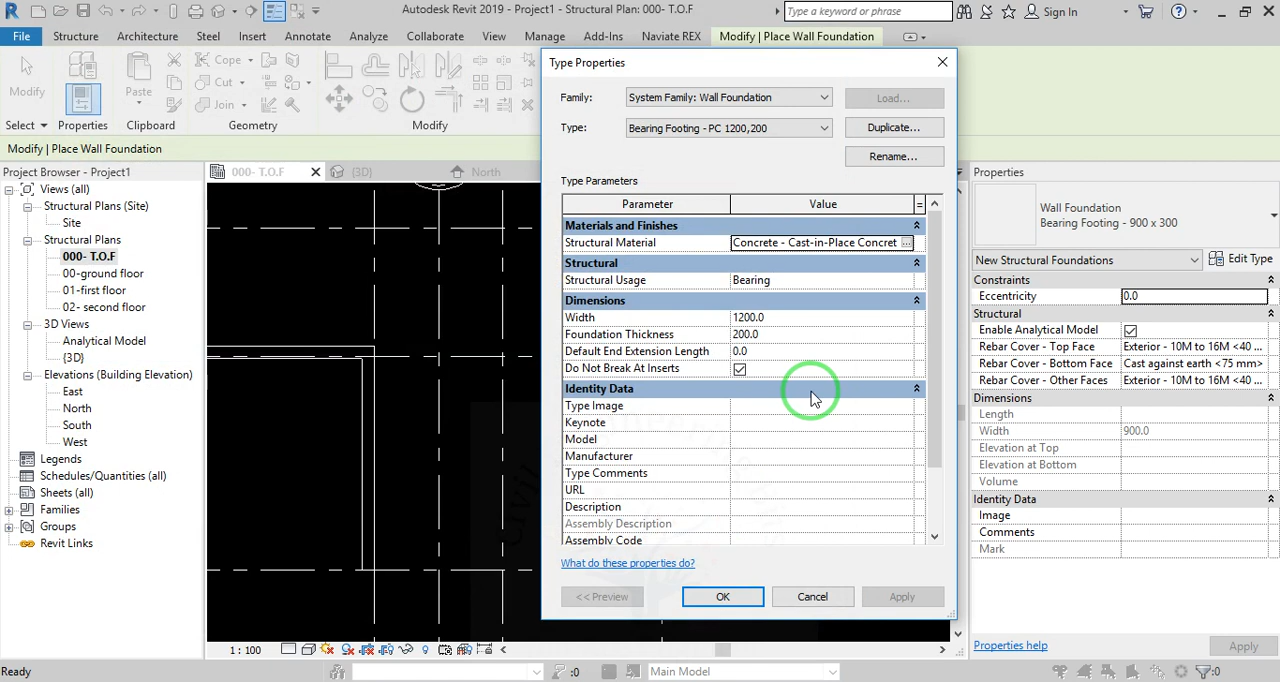 Autodesk Revit 2019 - Project1 - Structural Plan: 000- T.O.F
Type a keyword or phrase
Sign In
File Structure Architecture Steel Insert Annotate Analyze Collaborate View Manage Add-Ins Naviate REX Modify | Place Wall Foundation
Modify
Paste
Cope
Cut
Join
Select Properties Clipboard Geometry Modify
Modify | Place Wall Foundation
Project Browser - Project1
Views (all)
Structural Plans (Site)
Site
Structural Plans
000- T.O.F
00-ground floor
01-first floor
02- second floor
3D Views
Analytical Model
{3D}
Elevations (Building Elevation)
East
North
South
West
Legends
Schedules/Quantities (all)
Sheets (all)
Families
Groups
Revit Links
000- T.O.F
(3D)
North
Type Properties
Family: System Family: Wall Foundation Load...
Type: Bearing Footing - PC 1200,200 Duplicate...
Rename...
Type Parameters
Parameter Value =
Materials and Finishes
Structural Material Concrete - Cast-in-Place Concret
Structural
Structural Usage Bearing
Dimensions
Width 1200.0
Foundation Thickness 200.0
Default End Extension Length 0.0
Do Not Break At Inserts
Identity Data
Type Image
Keynote
Model
Manufacturer
Type Comments
URL
Description
Assembly Description
Assembly Code
What do these properties do?
<< Preview OK Cancel Apply
Properties
Wall Foundation
Bearing Footing - 900 x 300
New Structural Foundations Edit Type
Constraints
Eccentricity 0.0
Structural
Enable Analytical Model
Rebar Cover - Top Face Exterior - 10M to 16M <40 ...
Rebar Cover - Bottom Face Cast against earth <75 mm>
Rebar Cover - Other Faces Exterior - 10M to 16M <40 ...
Dimensions
Length
Width 900.0
Elevation at Top
Elevation at Bottom
Volume
Identity Data
Image
Comments
Mark
Properties help Apply
1 : 100
Ready
:0
Main Model
:0